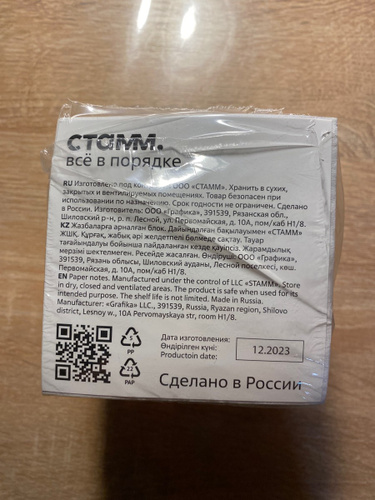 СТАММ.
всё в порядке
RU Изготовлено под ООО «СТАММ». Хранить в сухих,
закрытых и вентилируемых помещениях. Товар безопасен при
использовании по назначению. Срок годности не ограничен. Сделано
в России. Изготовитель: ООО «Графика», 391539, Рязанская обл.,
Шиловский р-н, р. п. Лесной, Первомайская, д. 10А, пом/каб Н1/8.
KZ Жазбаларға арналған блок. Дайындалған бақылауымен «СТАММ»
ЖШҚ. Құрғақ, жабық әрі желдетпелі бөлмеде сақтау. Тауар
тағайындалуы бойынша пайдаланған кезде қауіпсіз. Жарамдылық
мерзімі шектелмеген. Ресейде жасалған. Өндіруші: ООО «Графика»,
391539, Рязань облысы, Шиловский ауданы, Лесной поселкесі, көш.
Первомайская, д. 10А, пом/каб Н1/8.
EN Paper notes. Manufactured under the control of LLC «STAMM». Store
in dry, closed and ventilated areas. The product is safe when used for its
intended purpose. The shelf life is not limited. Made in Russia.
Manufacturer: «Grafika» LLC, 391539, Russia, Ryazan region, Shilovo
district, Lesnoy w., 10A Pervomayskaya str., room H1/8.
5
PP
22
PAP
Дата изготовления:
Өндірілген күні:
Productoin date:
12.2023
Сделано в России